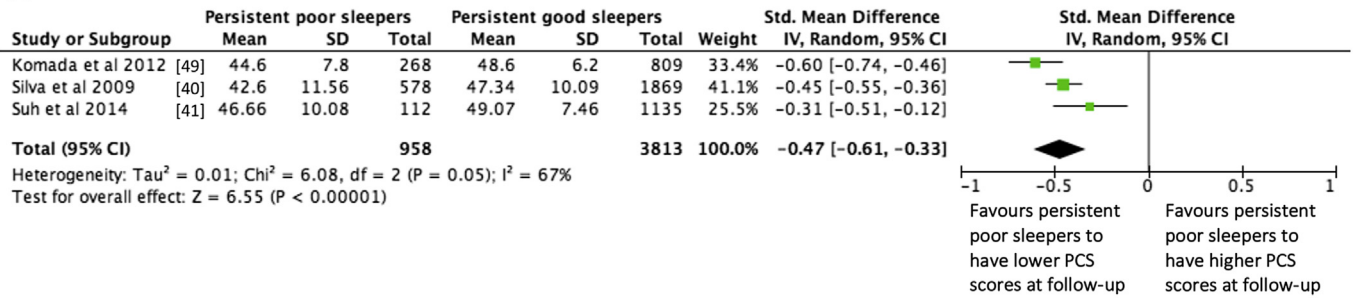 Persistent poor sleepers Persistent good sleepers Std. Mean Difference Std. Mean Difference
Study or Subgroup Mean SD Total Mean SD Total Weight IV, Random, 95% CI IV, Random, 95% CI
Komada et al 2012 [49] 44.6 7.8 268 48.6 6.2 809 33.4% -0.60 [-0.74, -0.46]
Silva et al 2009 [40] 42.6 11.56 578 47.34 10.09 1869 41.1% -0.45 [-0.55, -0.36]
Suh et al 2014 [41] 46.66 10.08 112 49.07 7.46 1135 25.5% -0.31 [-0.51, -0.12]
Total (95% CI) 958 3813 100.0% -0.47 [-0.61, -0.33]
Heterogeneity: Tau² = 0.01; Chi² = 6.08, df = 2 (P = 0.05); I² = 67%
Test for overall effect: Z = 6.55 (P < 0.00001)
-1 -0.5 0 0.5 1
Favours persistent
poor sleepers to
have lower PCS
scores at follow-up
Favours persistent
poor sleepers to
have higher PCS
scores at follow-up